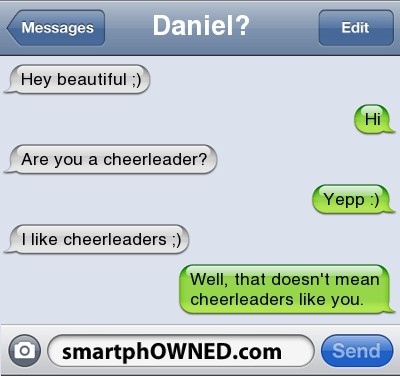 Messages
Daniel?
Edit
Hey beautiful ;)
Hi
Are you a cheerleader?
Yepp :)
I like cheerleaders ;)
Well, that doesn't mean
cheerleaders like you.
smartphOWNED.com
Send